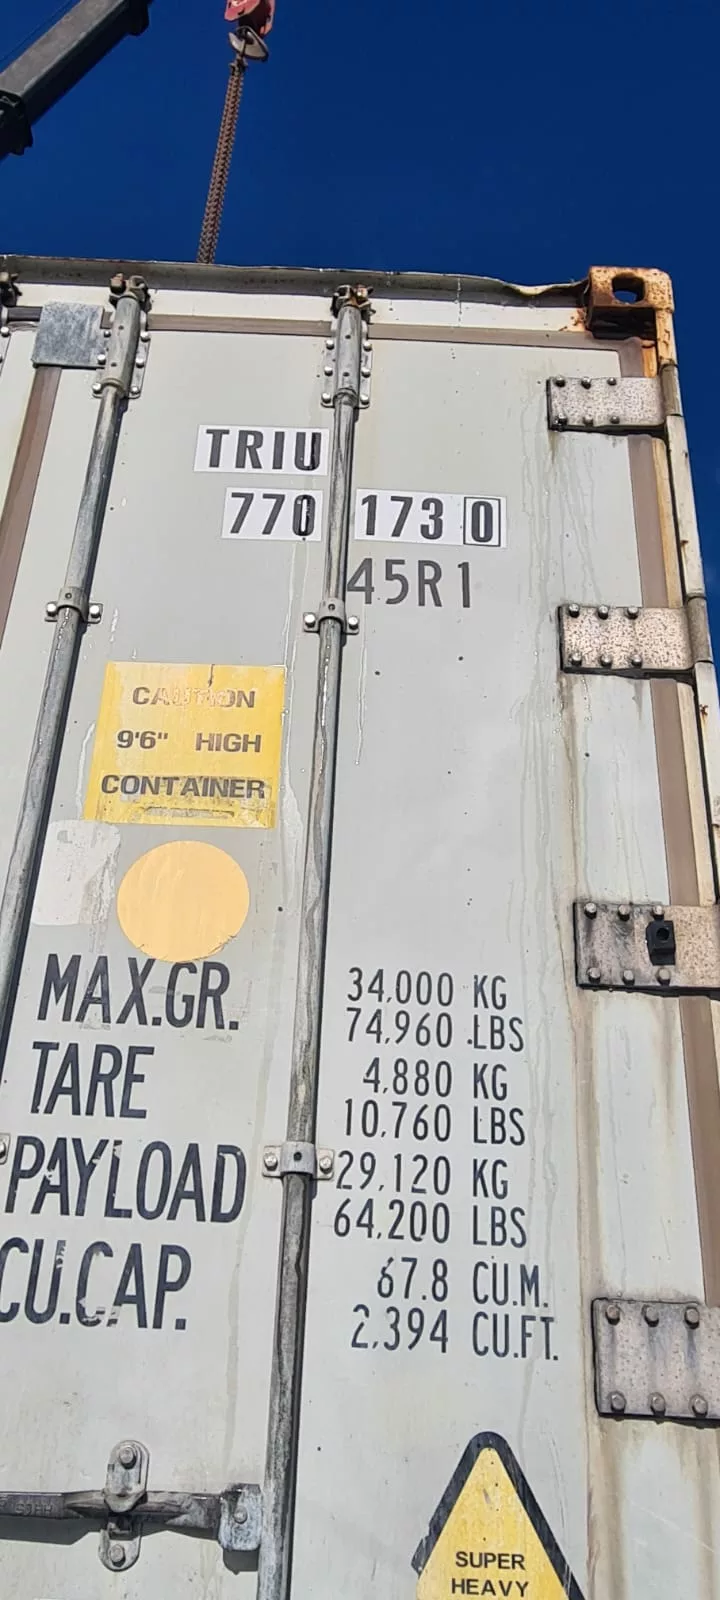 TRIU
770 173 0
45R1
CAUTION
9'6" HIGH
CONTAINER
MAX.GR. 34,000 KG
74,960 LBS
TARE 4,880 KG
10,760 LBS
PAYLOAD 29,120 KG
64,200 LBS
CU.CAP. 67.8 CU.M.
2,394 CU.FT.
SUPER
HEAVY